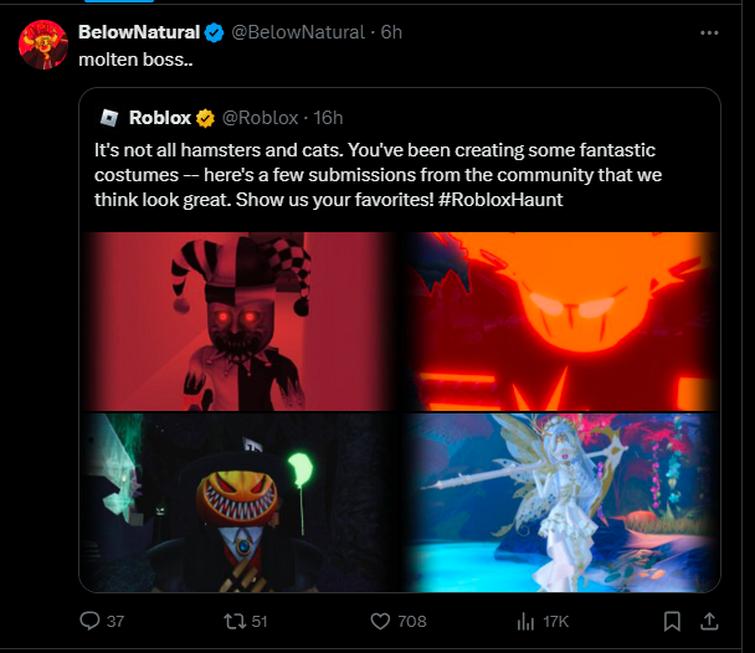 BelowNatural @BelowNatural · 6h
molten boss..
Roblox @Roblox · 16h
It's not all hamsters and cats. You've been creating some fantastic
costumes -- here's a few submissions from the community that we
think look great. Show us your favorites! #RobloxHaunt
37 51 708 17K